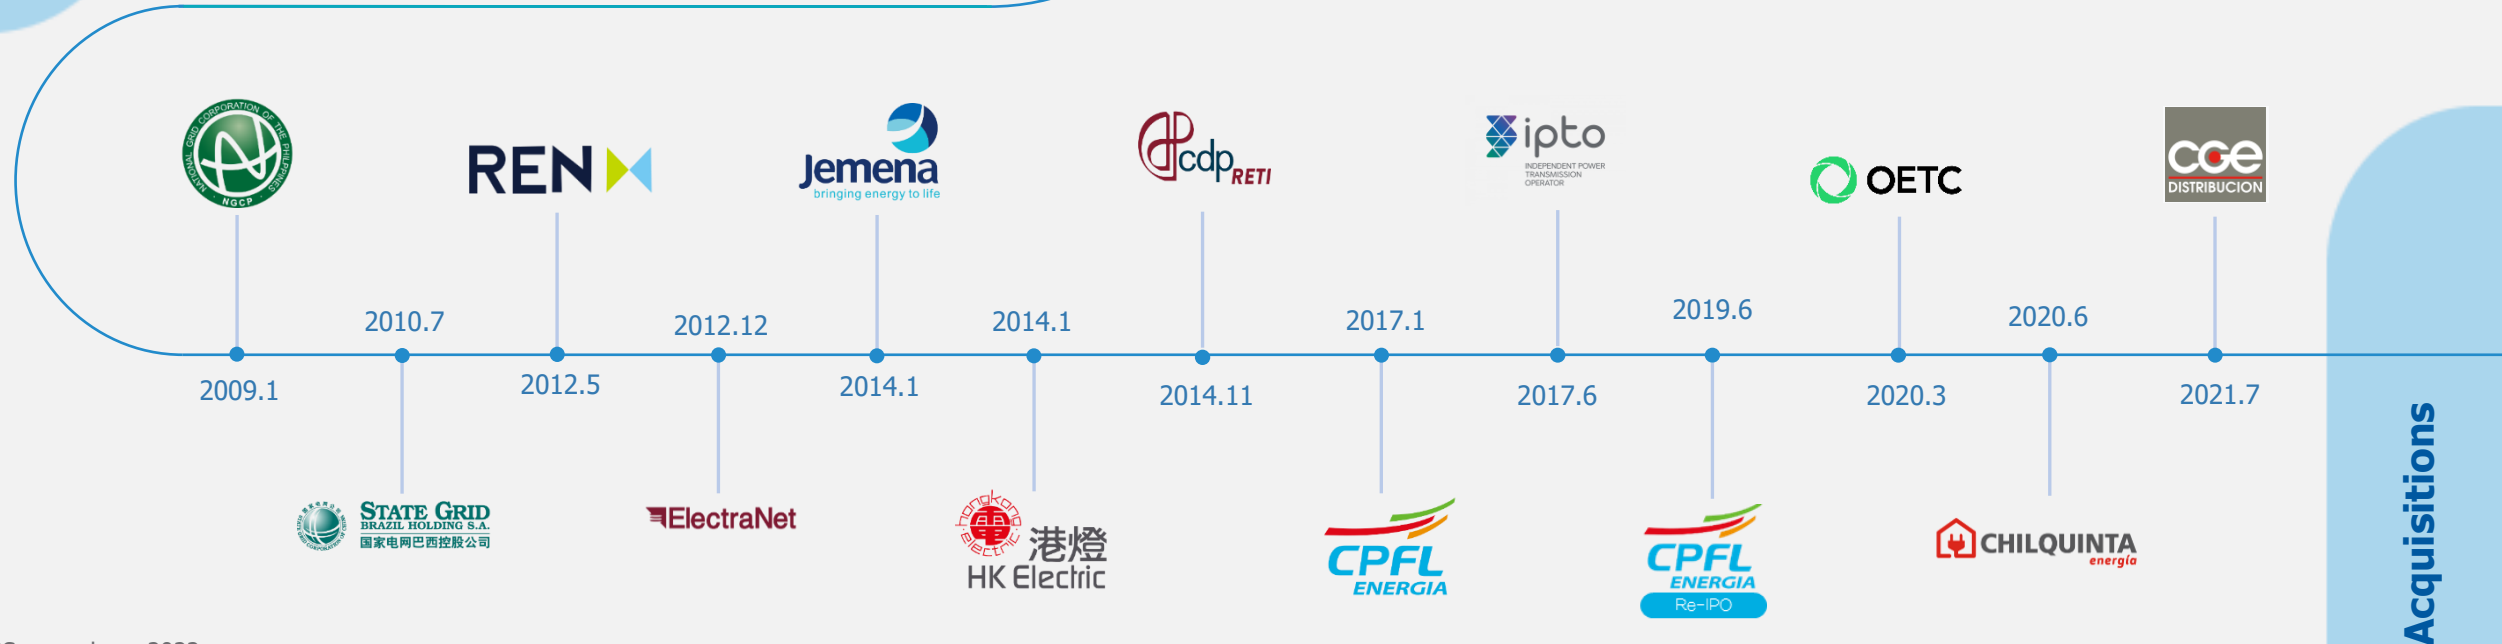 NATIONAL GRID CORPORATION OF THE PHILIPPINES
· NGCP ·
REN
Jemena
bringing energy to life
cdp
RETI
ipto
INDEPENDENT POWER
TRANSMISSION
OPERATOR
OETC
CGE
DISTRIBUCION
2010.7
2012.12
2014.1
2017.1
2019.6
2020.6
2009.1
2012.5
2014.1
2014.11
2017.6
2020.3
2021.7
STATE GRID
BRAZIL HOLDING S.A.
国家电网巴西控股公司
ElectraNet
hongkong
電
electric
港燈
HK Electric
CPFL
ENERGIA
CPFL
ENERGIA
Re-IPO
CHILQUINTA
energía
Acquisitions